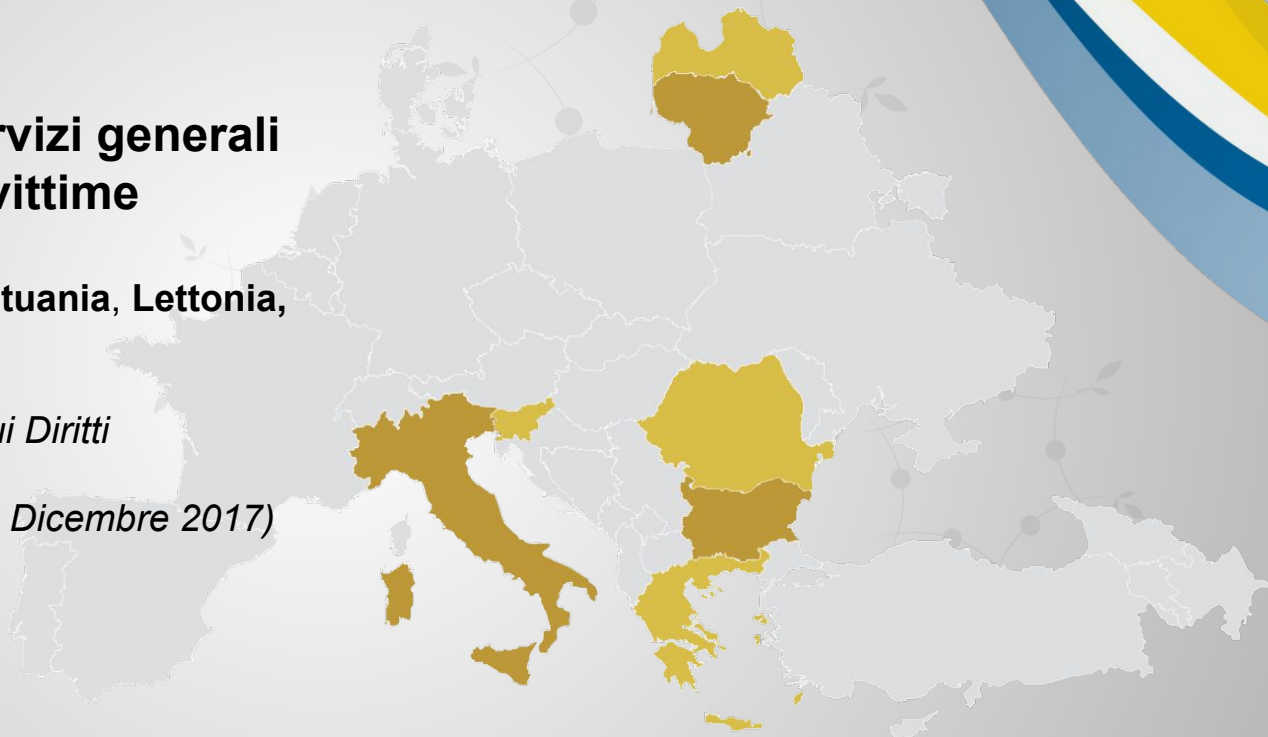 rvizi generali
vittime
tuania, Lettonia,
ui Diritti
Dicembre 2017)